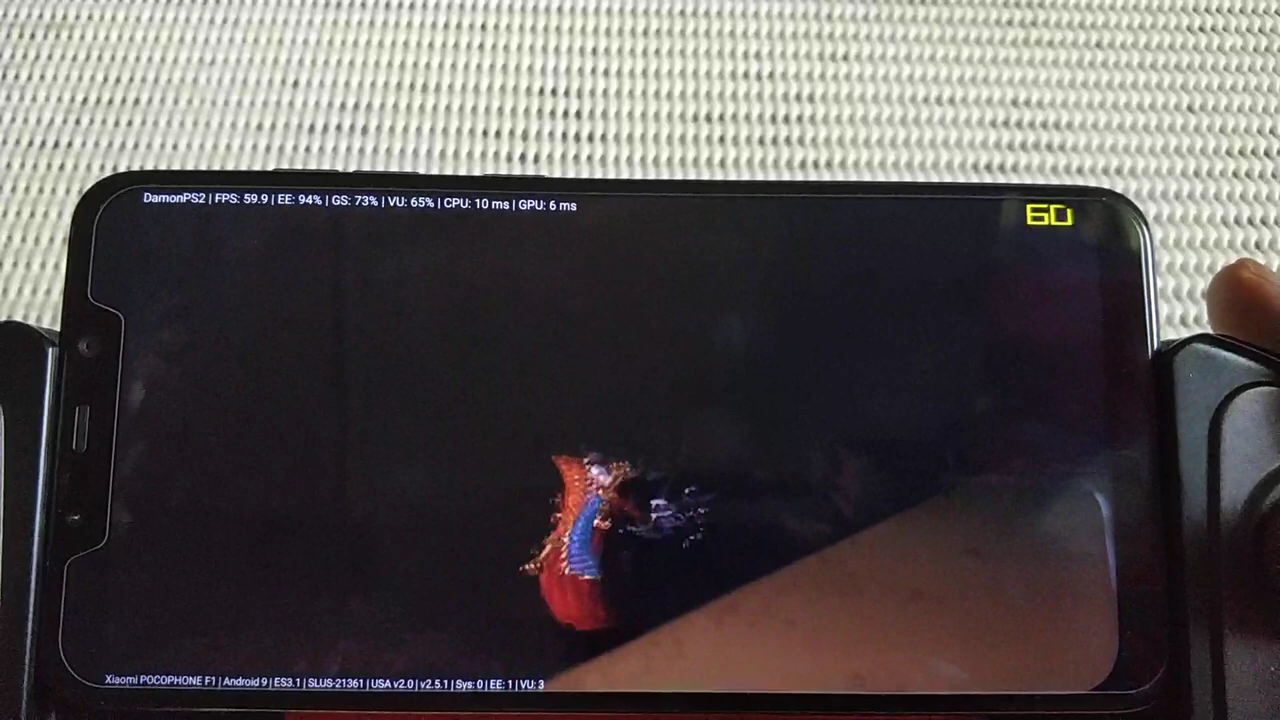 DamonPS2 | FPS: 59.9 | EE: 94% | GS: 73% | VU: 65% | CPU: 10 ms | GPU: 6 ms
60
Xiaomi POCOPHONE F1 | Android 9 | ES3.1 | SLUS-21361 | USA v2.0 | v2.5.1 | Sys: 0 | EE: 1 | VU: 3